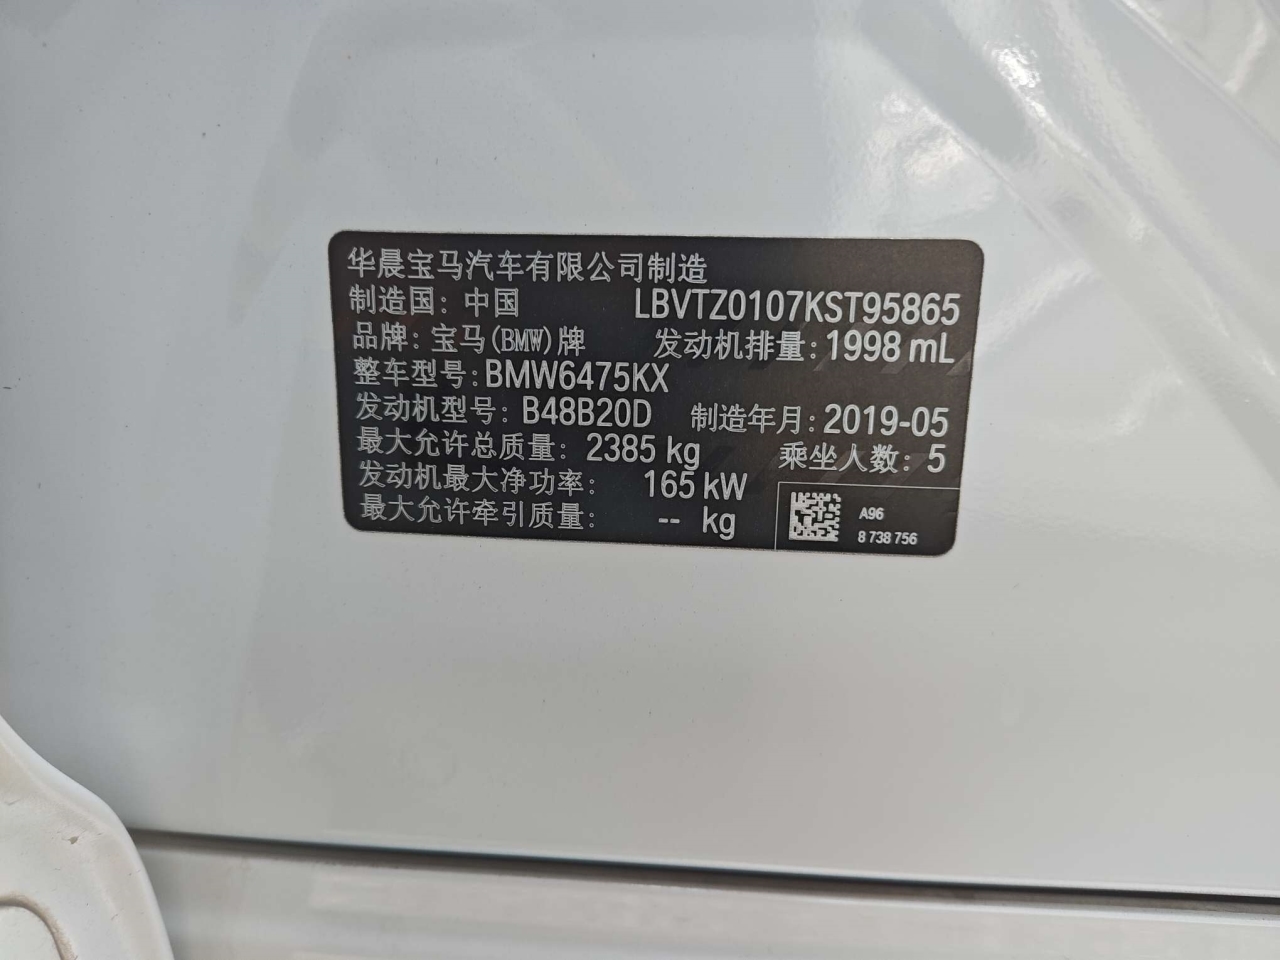 华晨宝马汽车有限公司制造
制造国: 中国 LBVTZ0107KST95865
品牌: 宝马(BMW)牌 发动机排量: 1998 mL
整车型号: BMW6475KX
发动机型号: B48B20D 制造年月: 2019-05
最大允许总质量: 2385 kg 乘坐人数: 5
发动机最大净功率: 165 kW
最大允许牵引质量: -- kg
A96
8 738 756